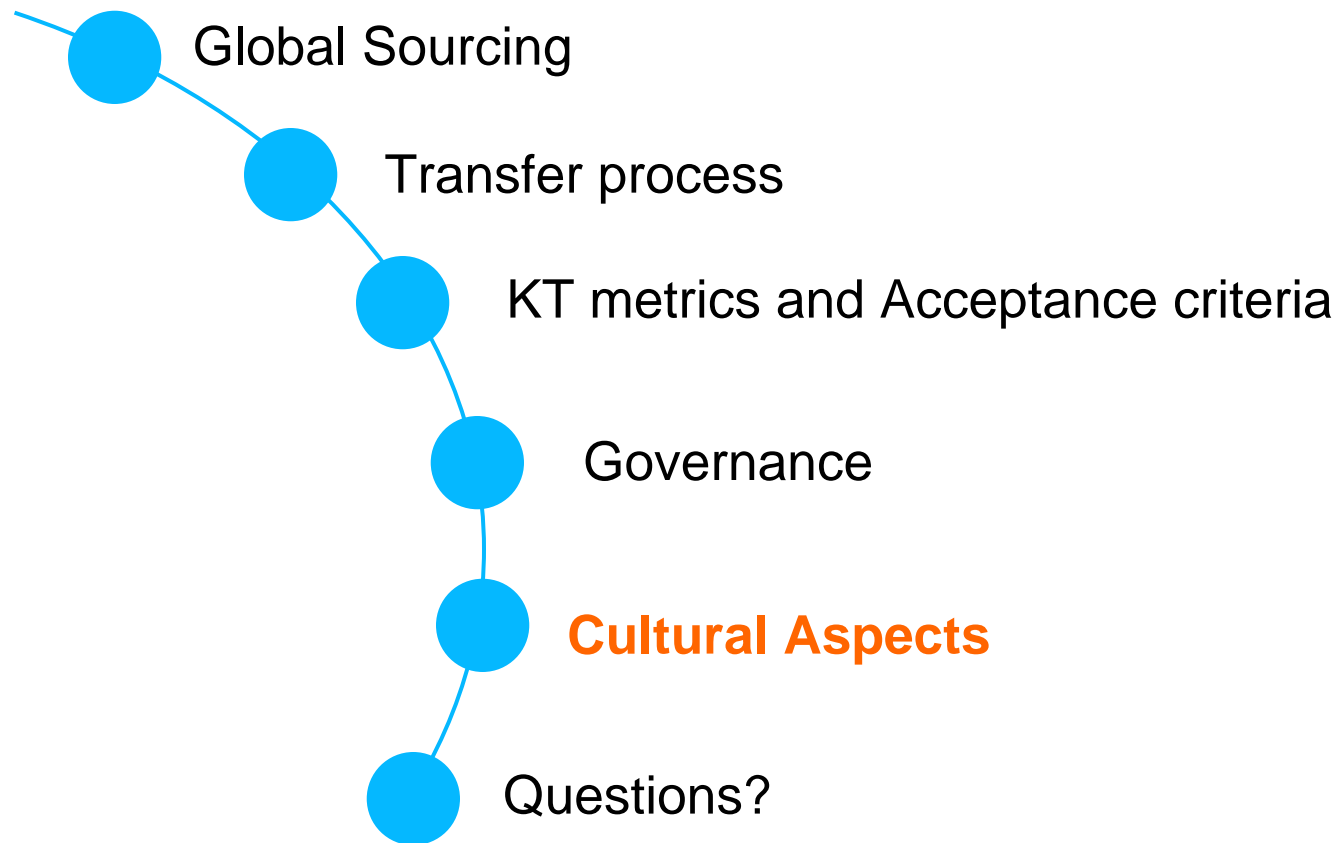 Global Sourcing
Transfer process
KT metrics and Acceptance criteria
Governance
Cultural Aspects
Questions?